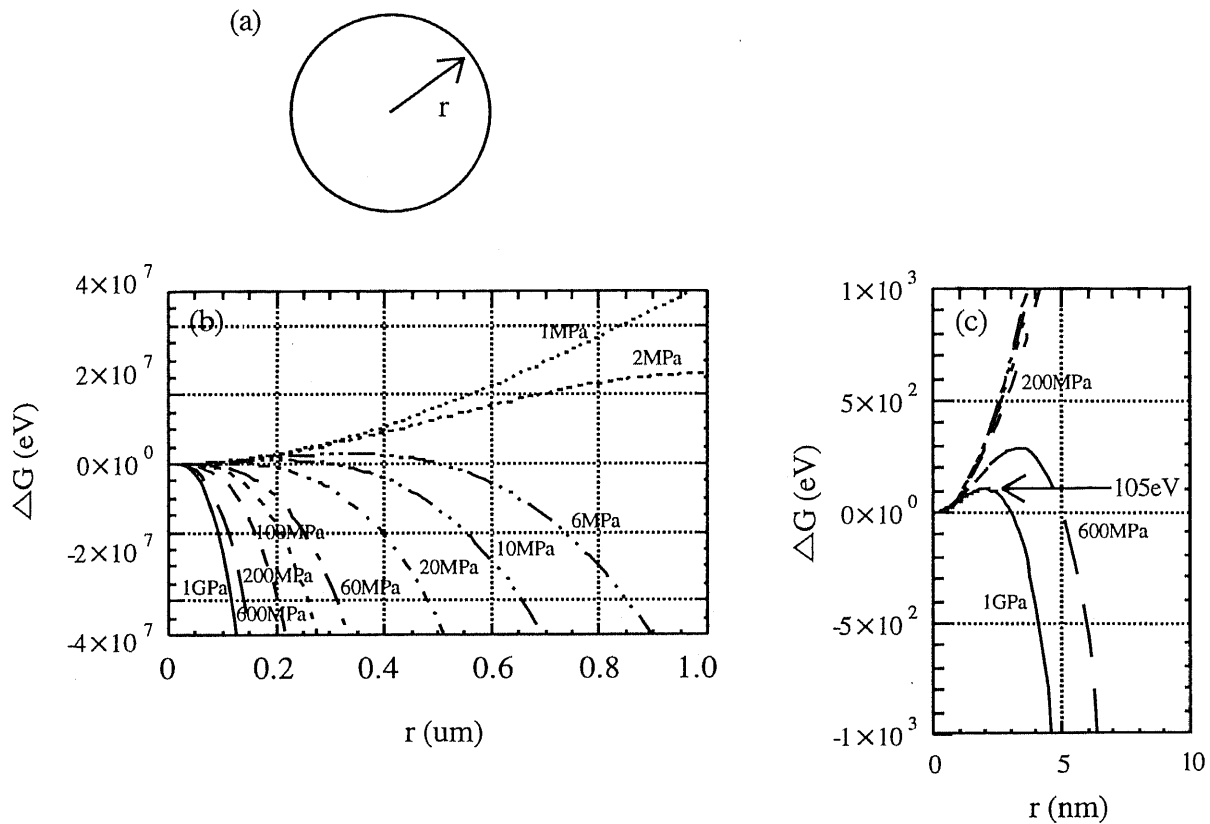 (a)
r
(b)
4×10 7
2×10 7
0×10 0
-2×10 7
-4×10 7
△G (eV)
1MPa
2MPa
6MPa
10MPa
20MPa
60MPa
100MPa
200MPa
600MPa
1GPa
0
0.2
0.4
0.6
0.8
1.0
r (um)
(c)
1×10 3
5×10 2
0×10 0
-5×10 2
-1×10 3
△G (eV)
200MPa
105eV
600MPa
1GPa
0
5
10
r (nm)